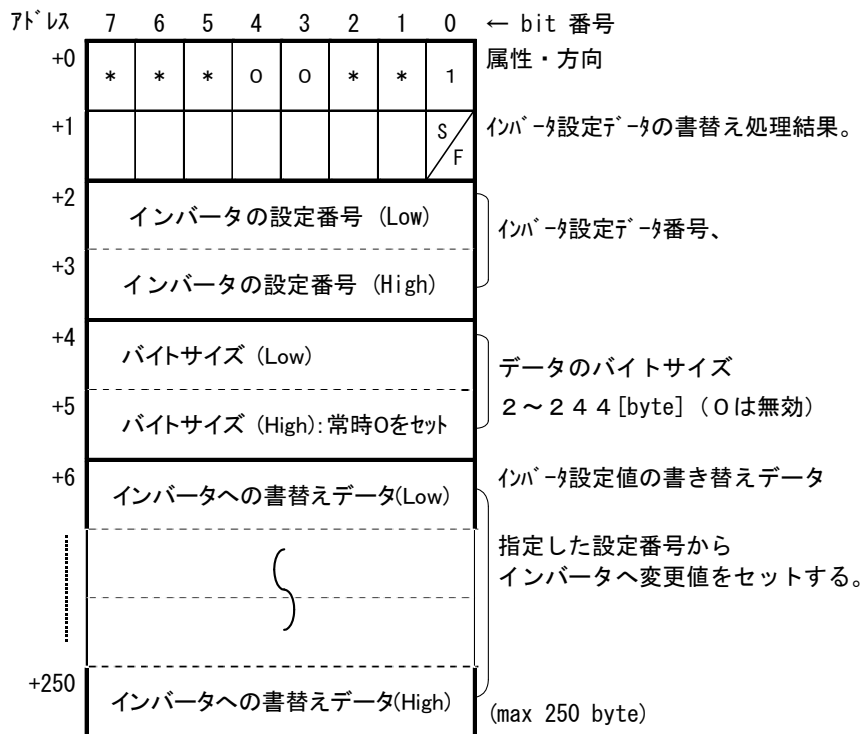 ｱﾄﾞﾚｽ 7 6 5 4 3 2 1 0 ← bit 番号
+0 * * * 0 0 * * 1 属性・方向
+1 S/F ｲﾝﾊﾞｰﾀ設定ﾃﾞｰﾀの書替え処理結果。
+2 インバータの設定番号 (Low)
ｲﾝﾊﾞｰﾀ設定ﾃﾞｰﾀ番号、
+3 インバータの設定番号 (High)
+4 バイトサイズ (Low)
データのバイトサイズ
+5 バイトサイズ (High):常時0をセット ２～２４４[byte] (０は無効)
+6 インバータへの書替えデータ(Low) ｲﾝﾊﾞｰﾀ設定値の書き替えデータ
指定した設定番号から
インバータへ変更値をセットする。
+250 インバータへの書替えデータ(High) (max 250 byte)